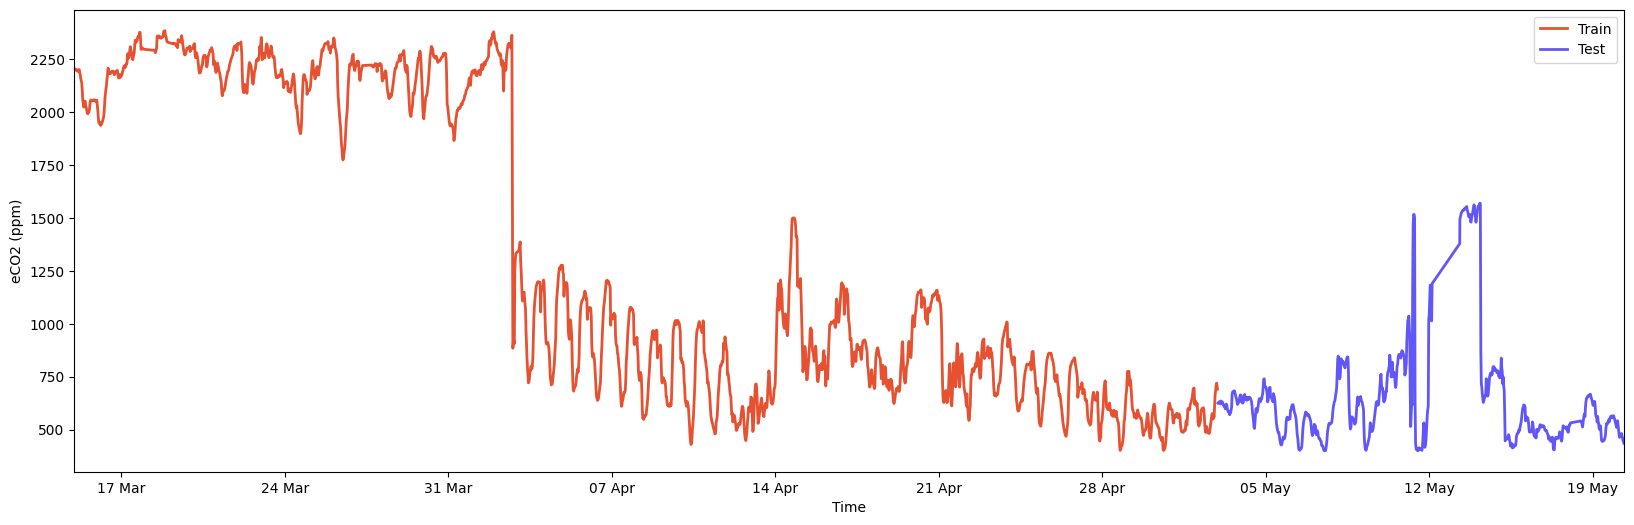 Train
Test
eCO2 (ppm)
2250
2000
1750
1500
1250
1000
750
500
17 Mar
24 Mar
31 Mar
07 Apr
14 Apr
21 Apr
28 Apr
05 May
12 May
19 May
Time